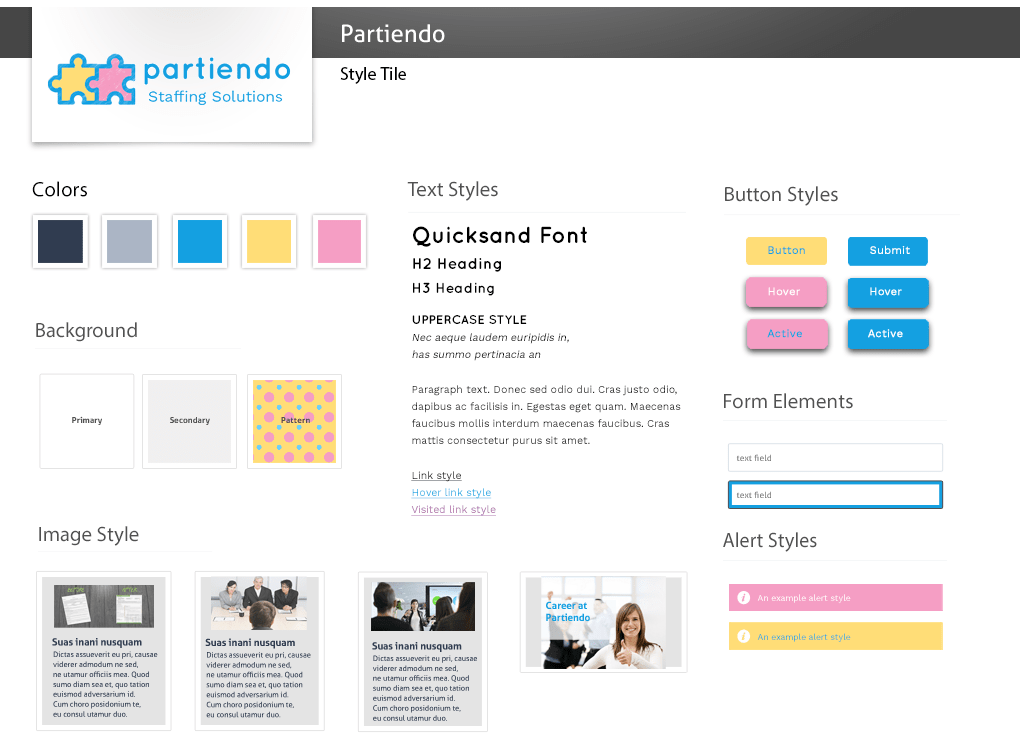 Partiendo
partiendo
Staffing Solutions
Style Tile
Colors
Background
Primary
Secondary
Pattern
Text Styles
Quicksand Font
H2 Heading
H3 Heading
UPPERCASE STYLE
Nec aeque laudem euripidis in,
has summo pertinacia an
Paragraph text. Donec sed odio dui. Cras justo odio,
dapibus ac facilisis in. Egestas eget quam. Maecenas
faucibus mollis interdum maecenas faucibus. Cras
mattis consectetur purus sit amet.
Link style
Hover link style
Visited link style
Button Styles
Button
Submit
Hover
Hover
Active
Active
Form Elements
text field
text field
Alert Styles
i An example alert style
i An example alert style
Image Style
Suas inani nusquam
Dictas assueverit eu pri, causae
viderer admodum ne sed,
ne utamur officiis mea. Quod
sumo diam sea et, quo tation
euismod adversarium id.
Cum choro posidonium te,
eu consul utamur duo.
Suas inani nusquam
Dictas assueverit eu pri, causae
viderer admodum ne sed,
ne utamur officiis mea. Quod
sumo diam sea et, quo tation
euismod adversarium id.
Cum choro posidonium te,
eu consul utamur duo.
Suas inani nusquam
Dictas assueverit eu pri, causae
viderer admodum ne sed,
ne utamur officiis mea. Quod
sumo diam sea et, quo tation
euismod adversarium id.
Cum choro posidonium te,
eu consul utamur duo.
Career at
Partiendo